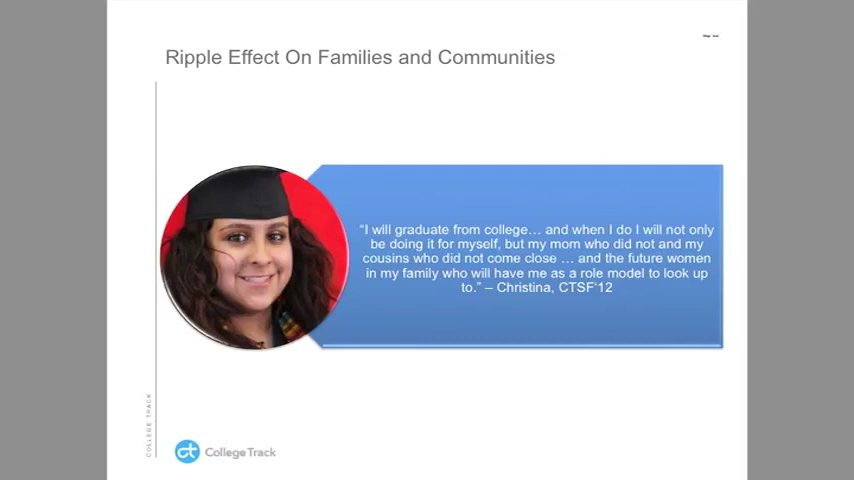 Ripple Effect On Families and Communities
“I will graduate from college… and when I do I will not only
be doing it for myself, but my mom who did not and my
cousins who did not come close … and the future women
in my family who will have me as a role model to look up
to.” – Christina, CTSF‘12
COLLEGE TRACK
ct CollegeTrack